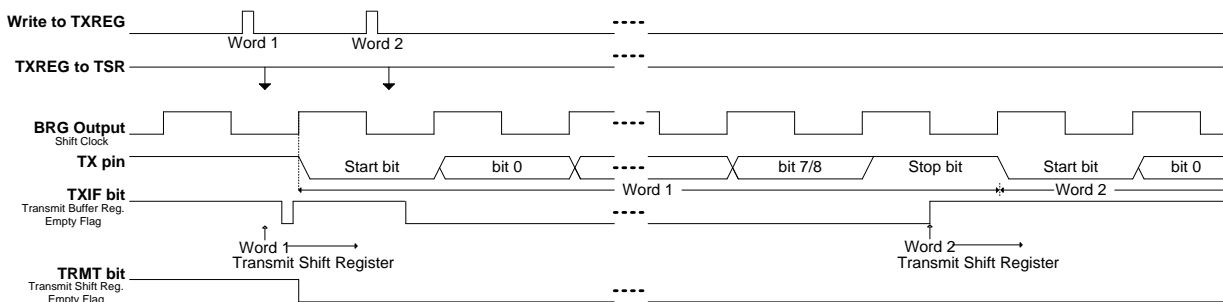 Write to TXREG
Word 1
Word 2
TXREG to TSR
BRG Output
Shift Clock
TX pin
Start bit
bit 0
bit 7/8
Stop bit
Start bit
bit 0
Word 1
Word 2
TXIF bit
Transmit Buffer Reg.
Empty Flag
Word 1
Transmit Shift Register
Word 2
Transmit Shift Register
TRMT bit
Transmit Shift Reg.
Empty Flag